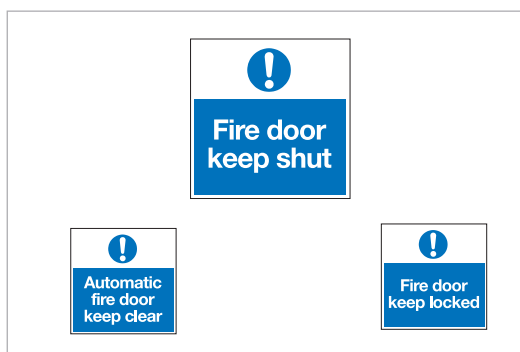 Fire door
keep shut
Automatic
fire door
keep clear
Fire door
keep locked